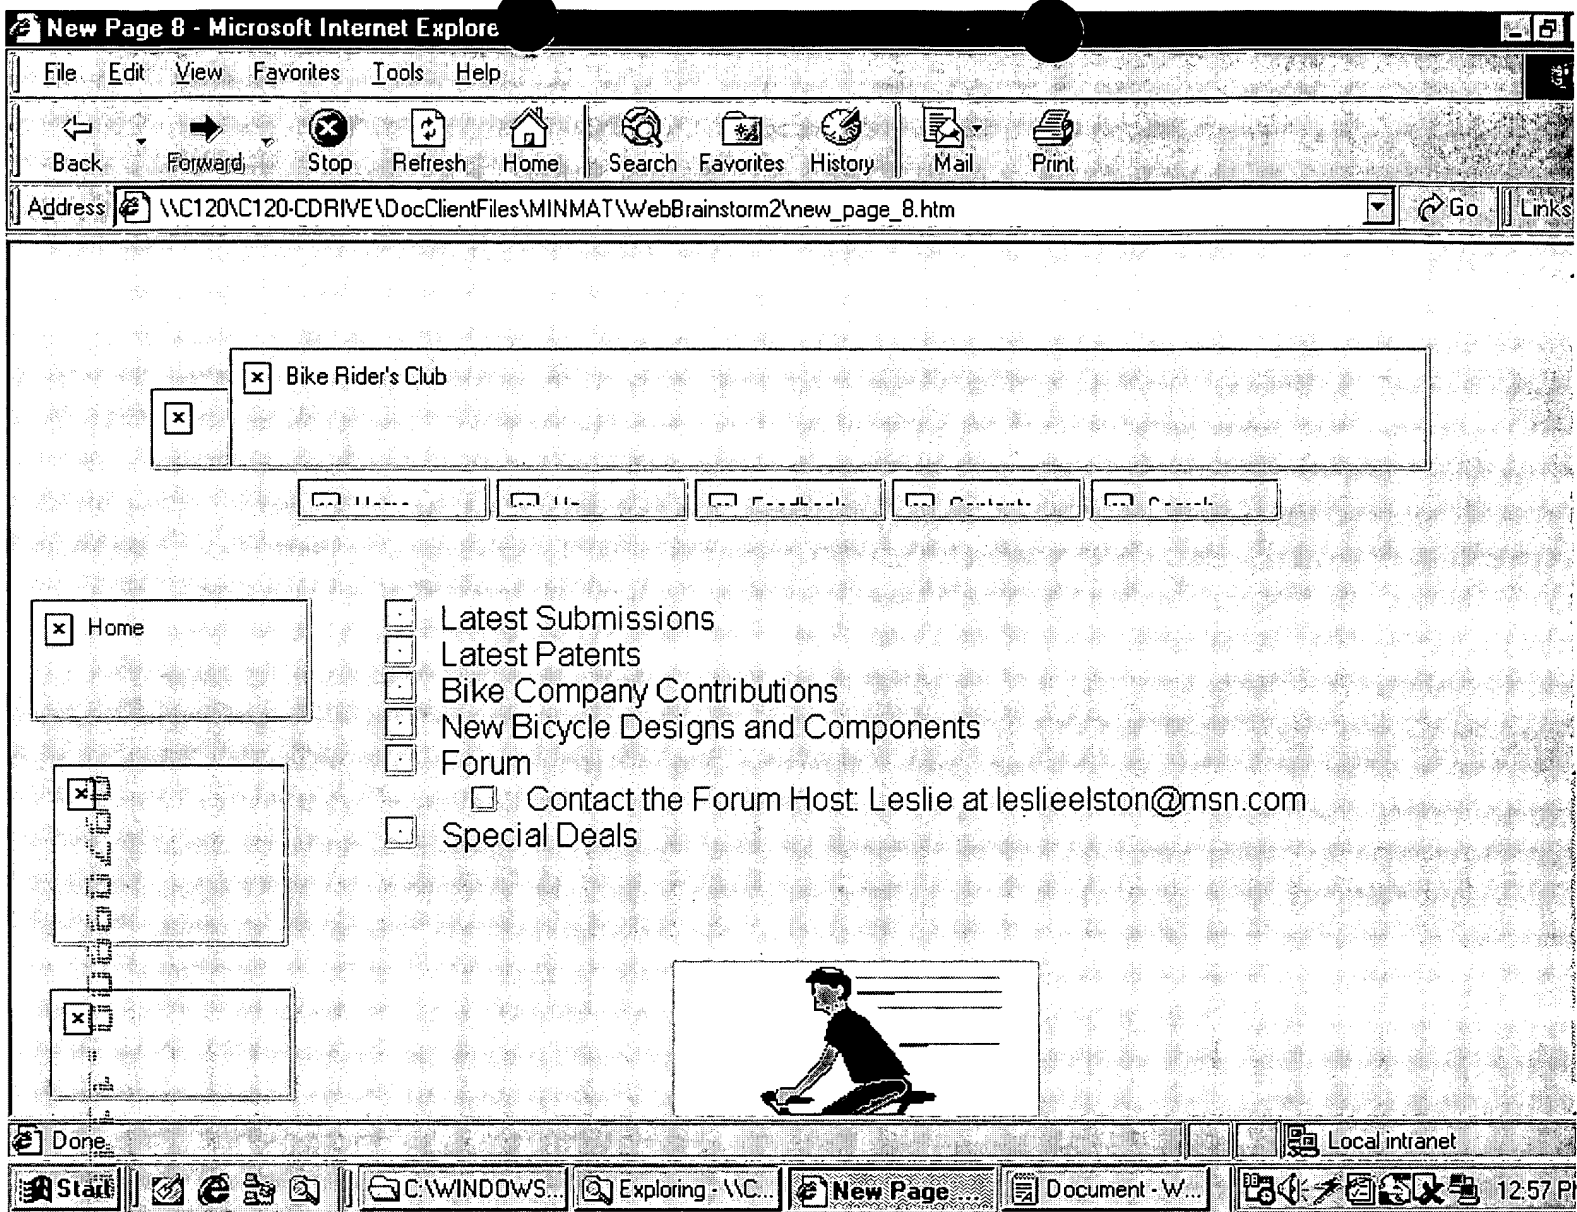 New Page 8 - Microsoft Internet Explore
File Edit View Favorites Tools Help
Back Forward Stop Refresh Home Search Favorites History Mail Print
Address \\C120\C120-CDRIVE\DocClientFiles\MINMAT\WebBrainstorm2\new_page_8.htm Go Links
Bike Rider's Club
Home
Latest Submissions
Latest Patents
Bike Company Contributions
New Bicycle Designs and Components
Forum
Contact the Forum Host: Leslie at leslieelston@msn.com
Special Deals
Done Local intranet
Start C:\WINDOWS... Exploring - \\C... New Page ... Document - W... 12:57 P